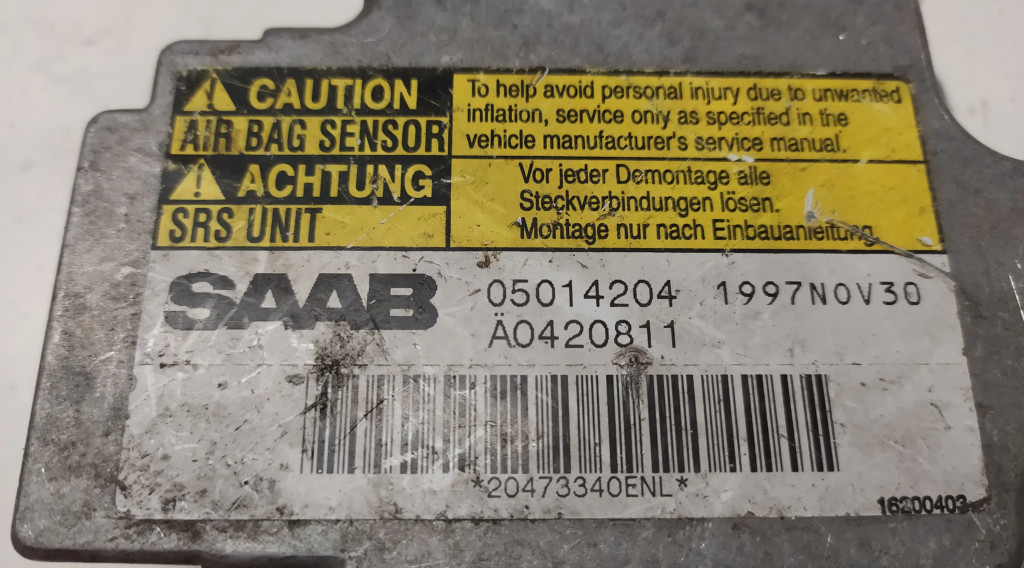 CAUTION
AIR BAG SENSOR
To help avoid personal injury due to unwanted
inflation, service only as specified in the
vehicle manufacturer's service manual.
ACHTUNG
SRS UNIT
Vor jeder Demontage alle
Steckverbindungen lösen.
Montage nur nach Einbauanleitung
SAAB
05014204 1997NOV30
Ä0420811
*20473340ENL*
16200403